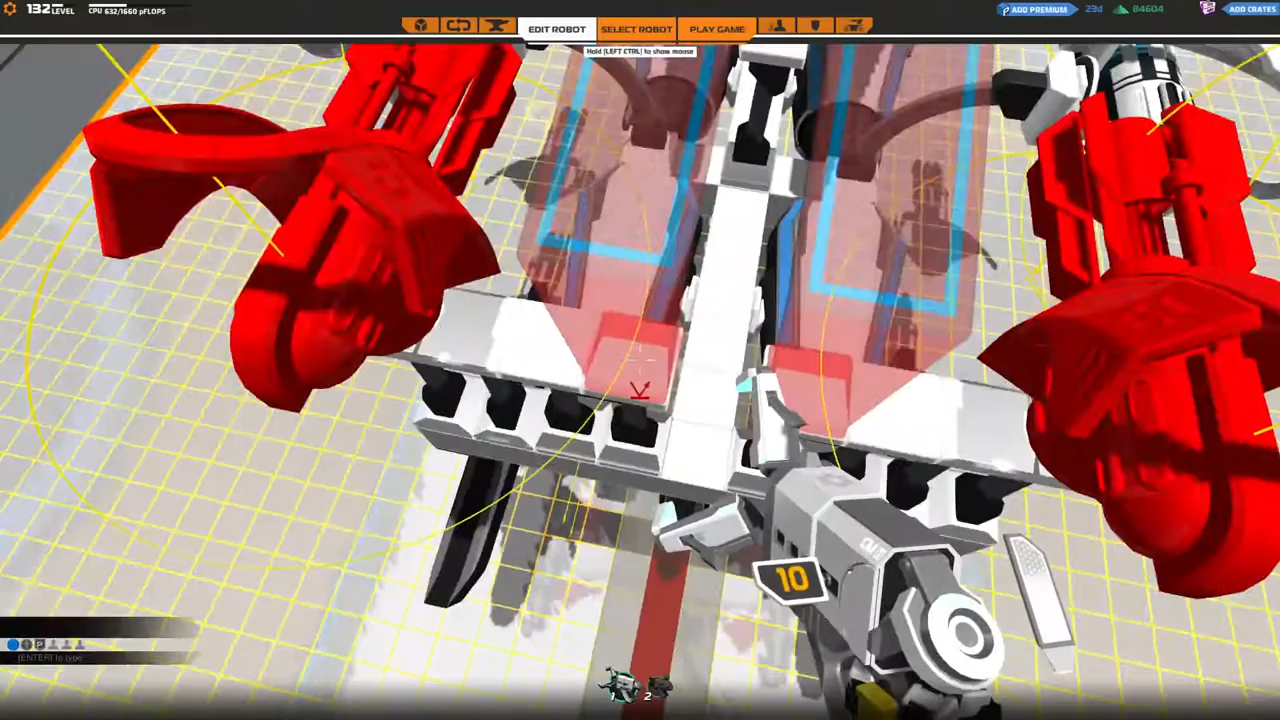 132 LEVEL
CPU 632/1660 pFLOPS
EDIT ROBOT
SELECT ROBOT
PLAY GAME
ADD PREMIUM
23d
84604
ADD CRATES
Hold [LEFT CTRL] to show mouse
10
[ENTER] to type
1
2